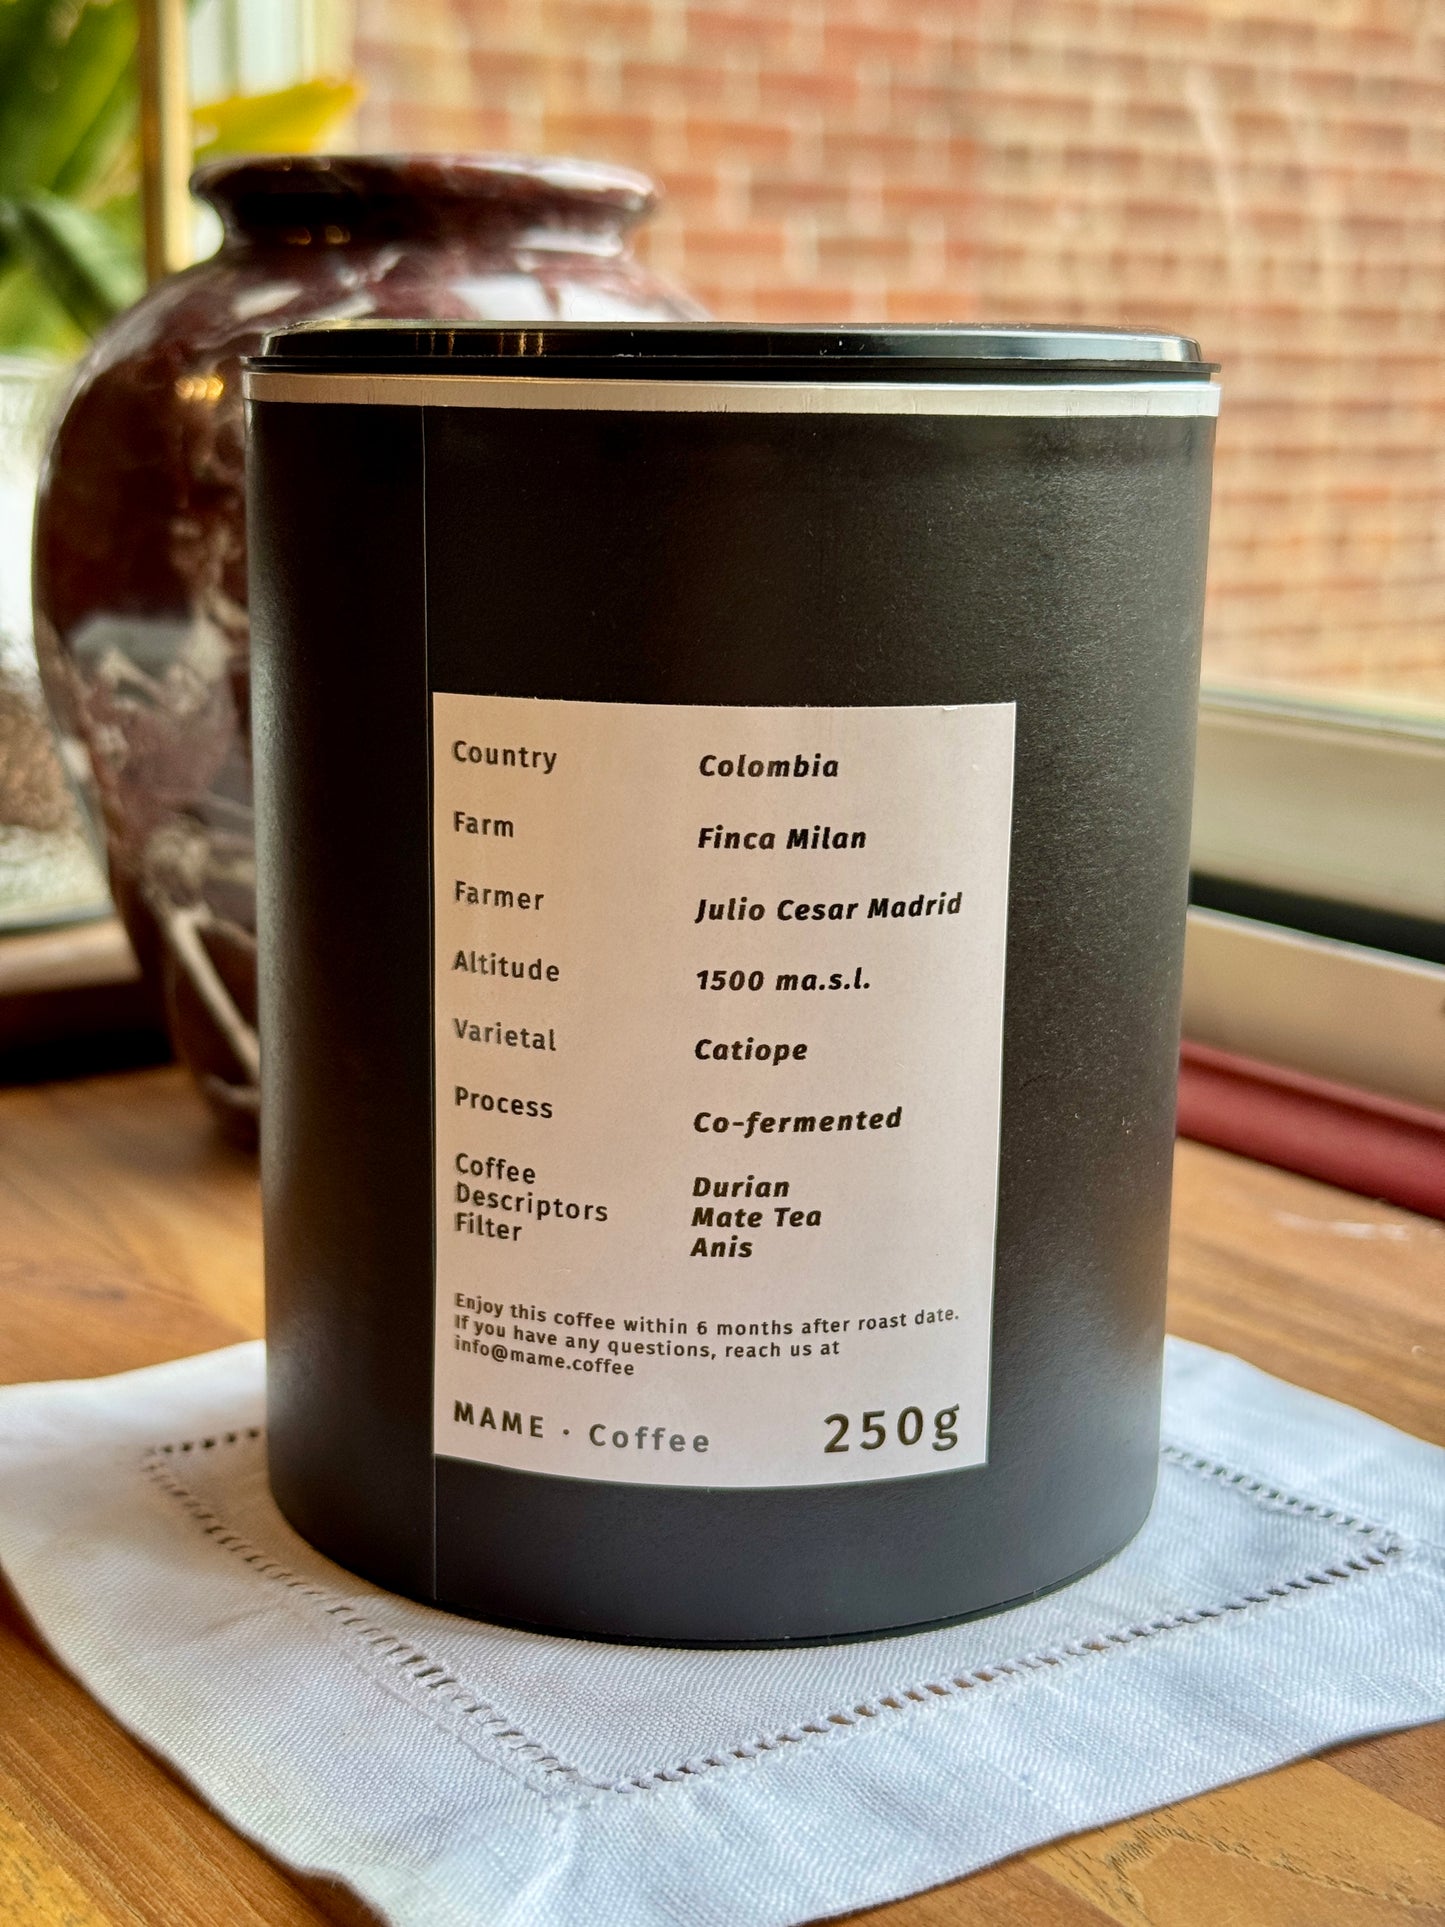 Country Colombia
Farm Finca Milan
Farmer Julio Cesar Madrid
Altitude 1500 ma.s.l.
Varietal Catiope
Process Co-fermented
Coffee Durian
Descriptors Mate Tea
Filter Anis
Enjoy this coffee within 6 months after roast date.
If you have any questions, reach us at
info@mame.coffee
MAME · Coffee 250g